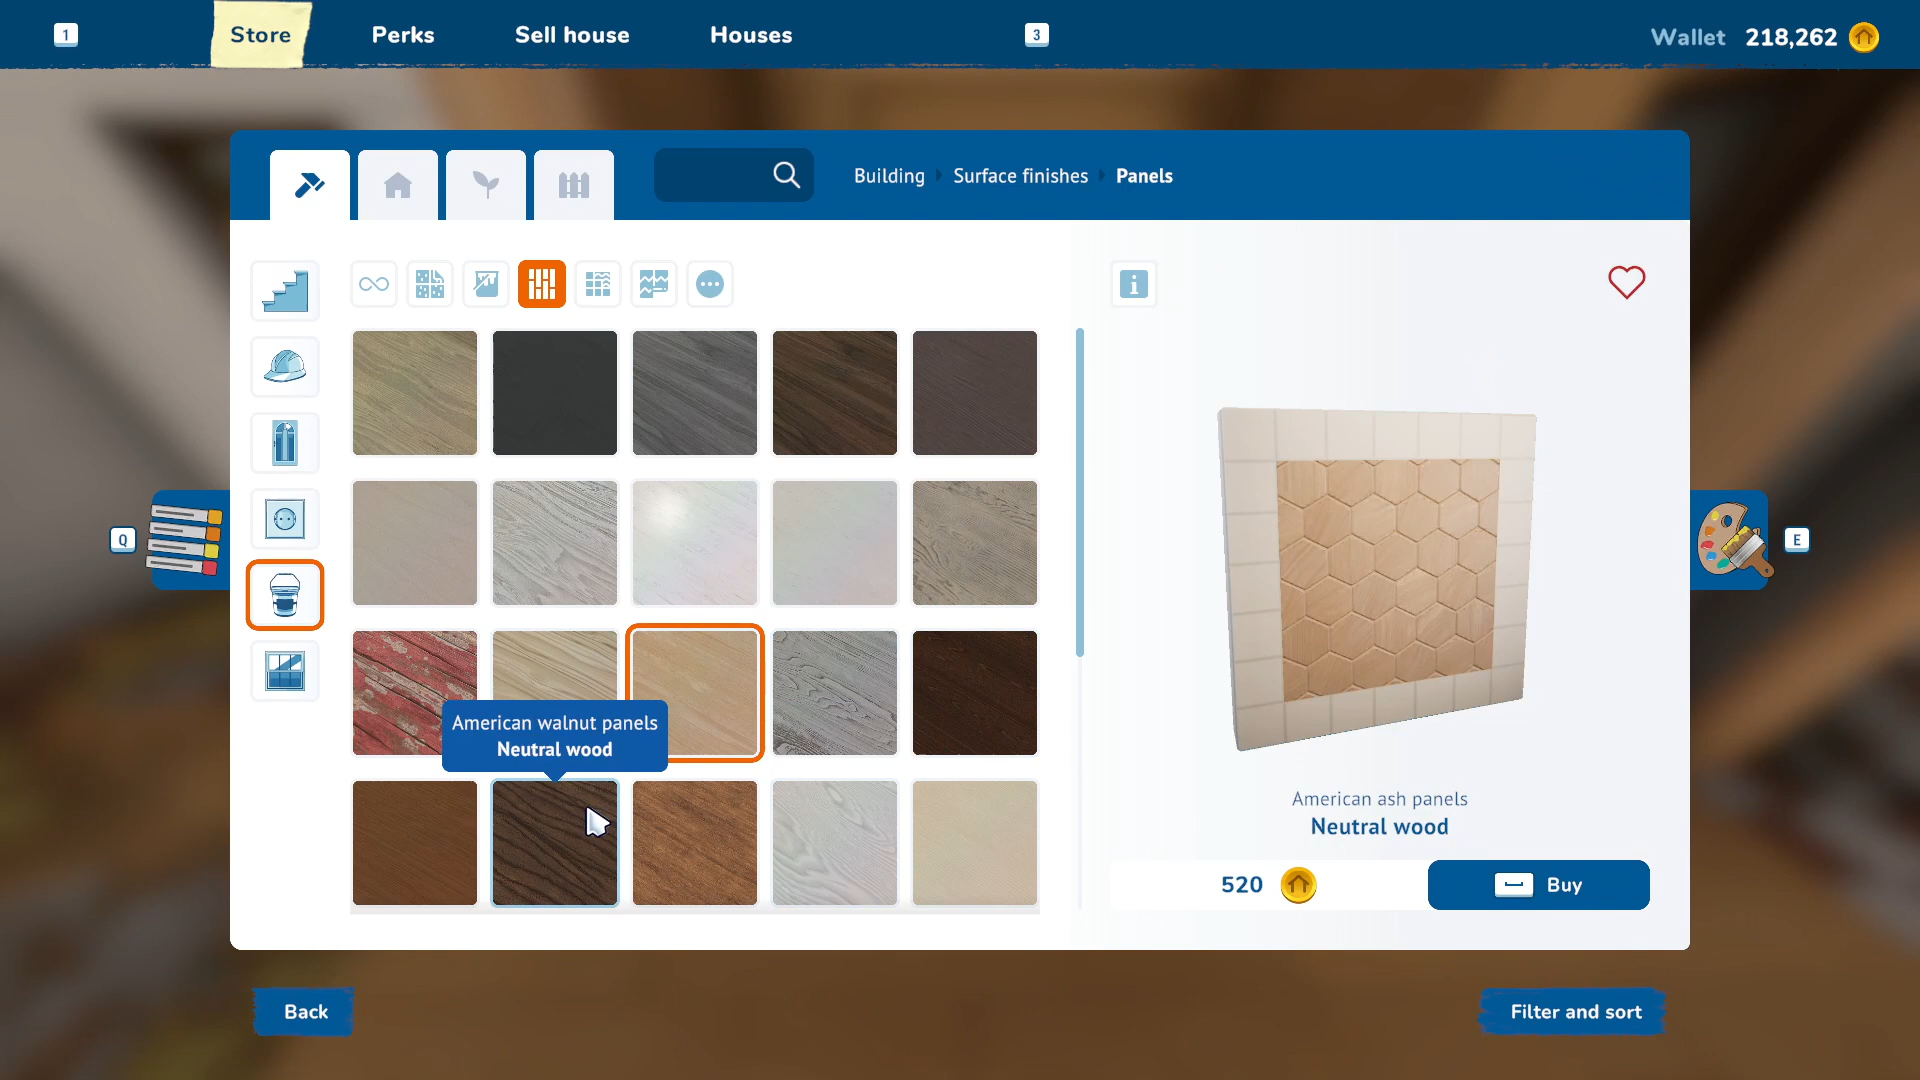 1
Store
Perks
Sell house
Houses
3
Wallet 218,262
Building
Surface finishes
Panels
i
Q
E
American walnut panels
Neutral wood
American ash panels
Neutral wood
520
Buy
Back
Filter and sort